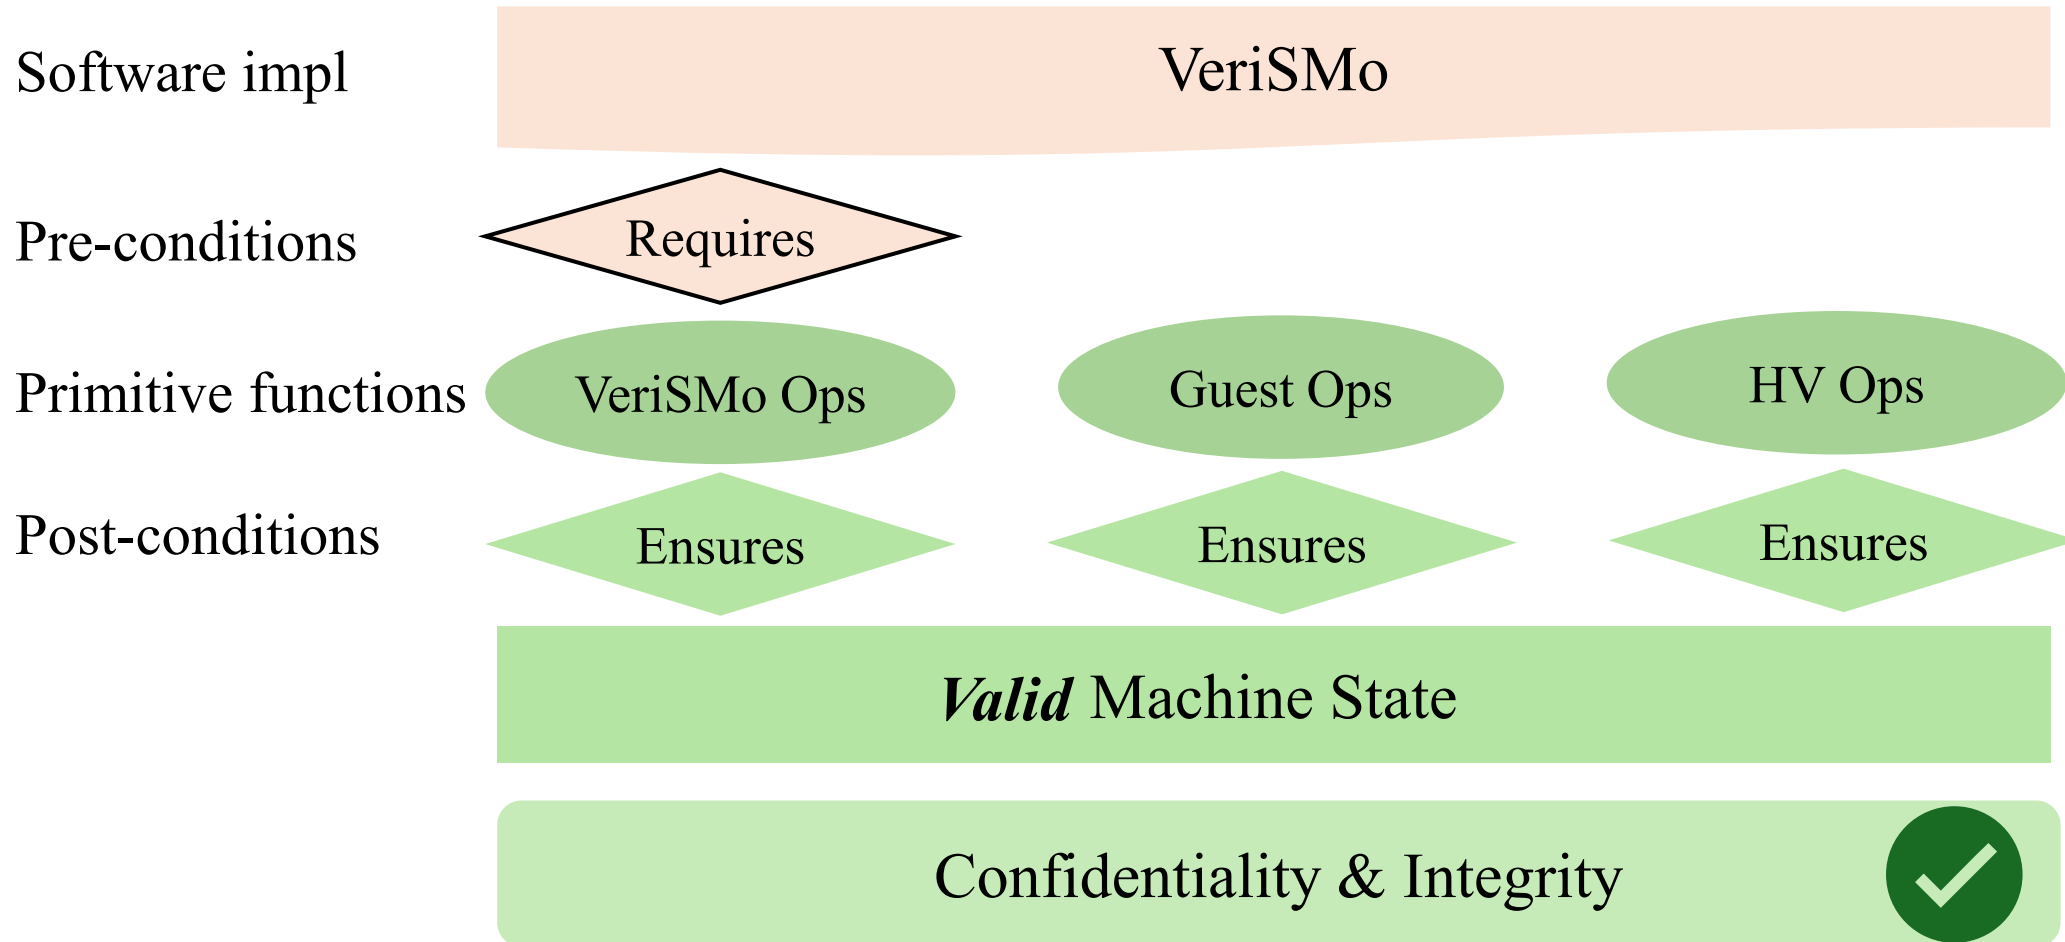 Software impl
VeriSMo
Pre-conditions
Requires
Primitive functions
VeriSMo Ops
Guest Ops
HV Ops
Post-conditions
Ensures
Ensures
Ensures
Valid Machine State
Confidentiality & Integrity